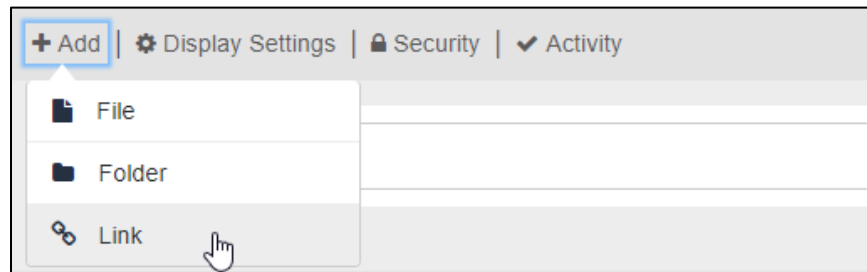 Add | Display Settings | Security | Activity
File
Folder
Link